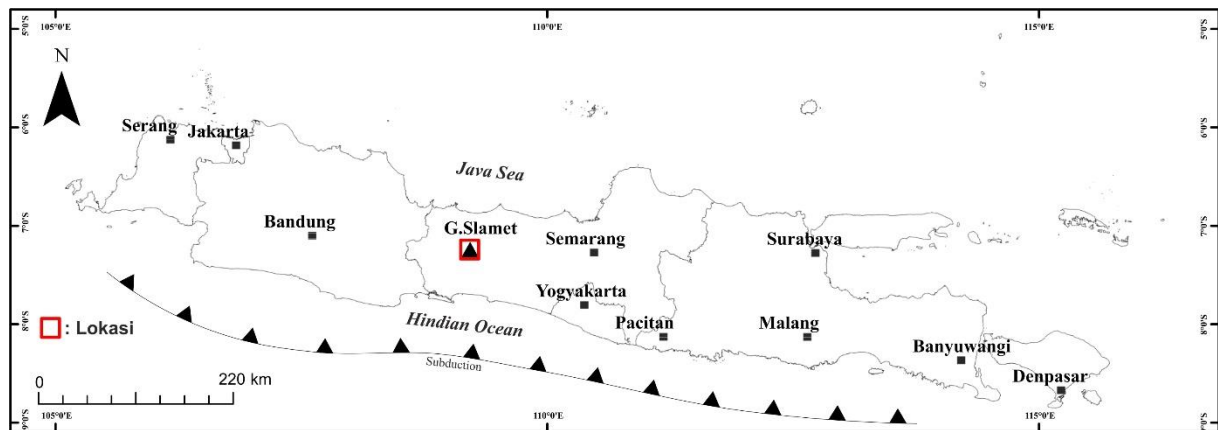 105°0'E 110°0'E 115°0'E
5°0'S 5°0'S
N
6°0'S 6°0'S
Serang Jakarta
Java Sea
7°0'S 7°0'S
Bandung G.Slamet Semarang Surabaya
Yogyakarta
8°0'S 8°0'S
: Lokasi Hindian Ocean Pacitan Malang
Banyuwangi
Subduction
Denpasar
0 220 km
9°0'S 9°0'S
105°0'E 110°0'E 115°0'E